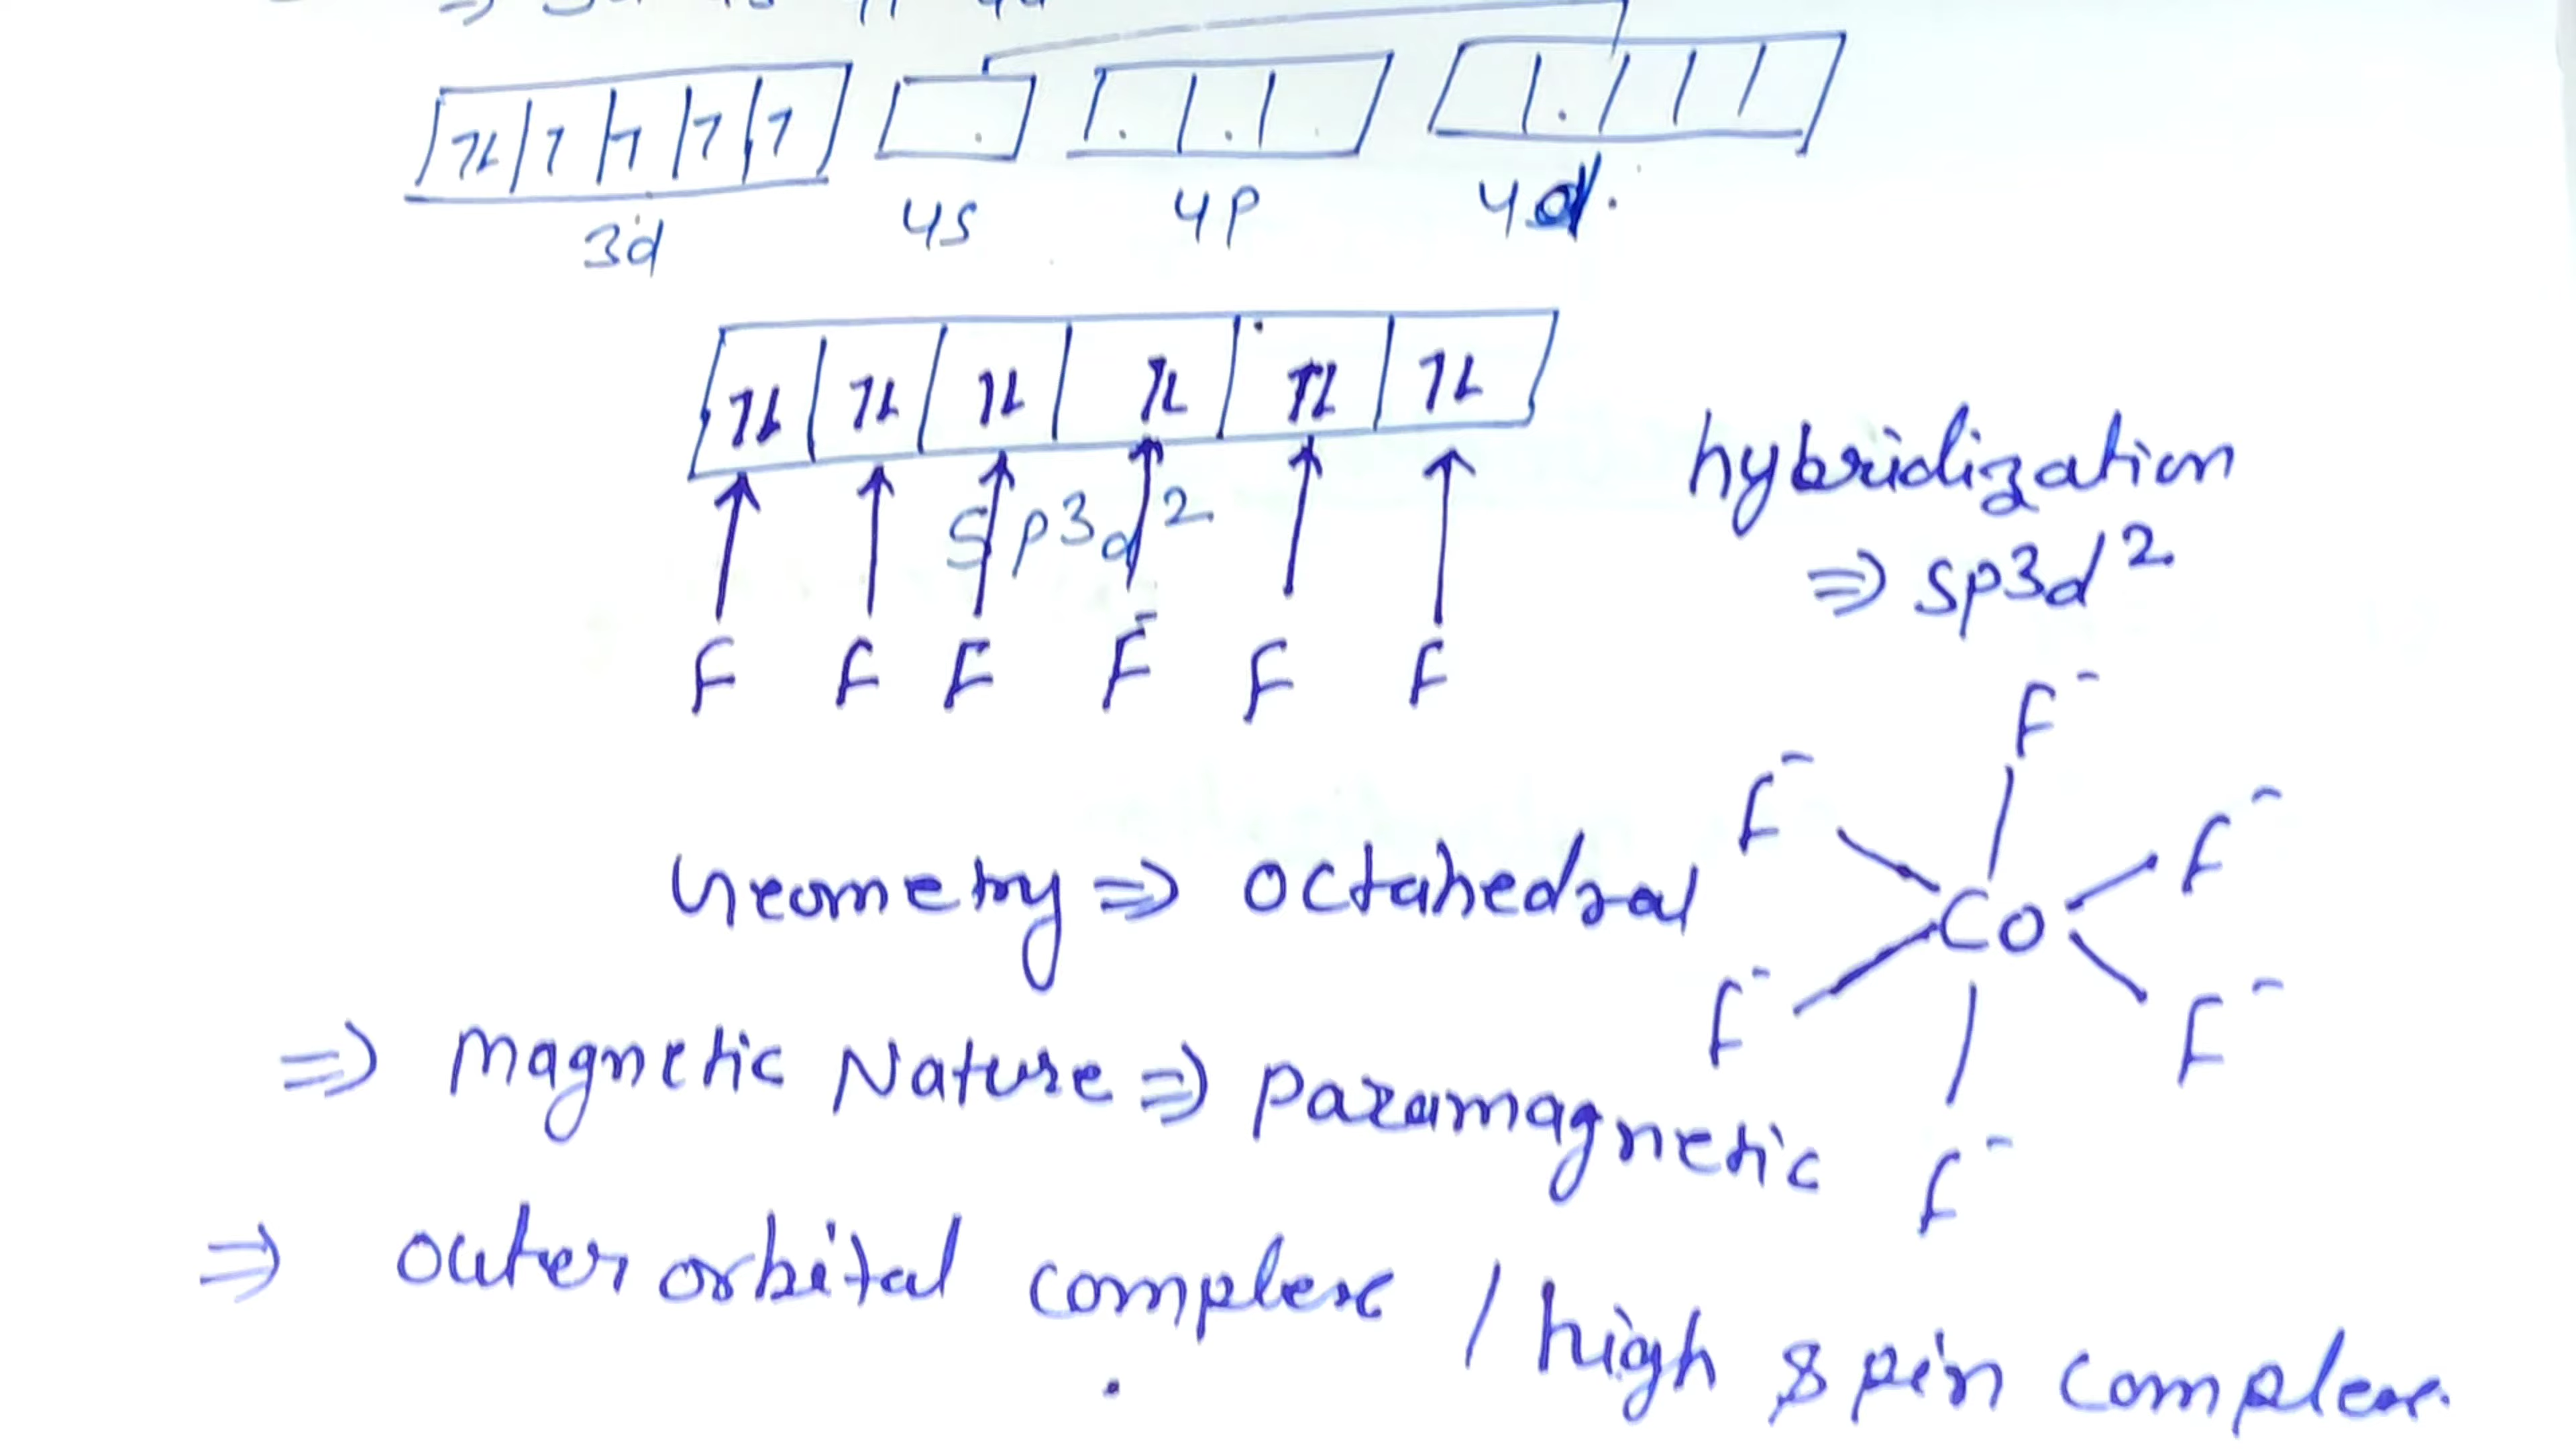 3d 4s 4p 4d.
sp3d2
hybridization
⇒ sp3d2
F F F F F F
F-
F- F-
Geometry ⇒ octahedral
Co
F- F-
⇒ Magnetic Nature ⇒ Paramagnetic
F-
⇒ outer orbital complex / high spin complex.